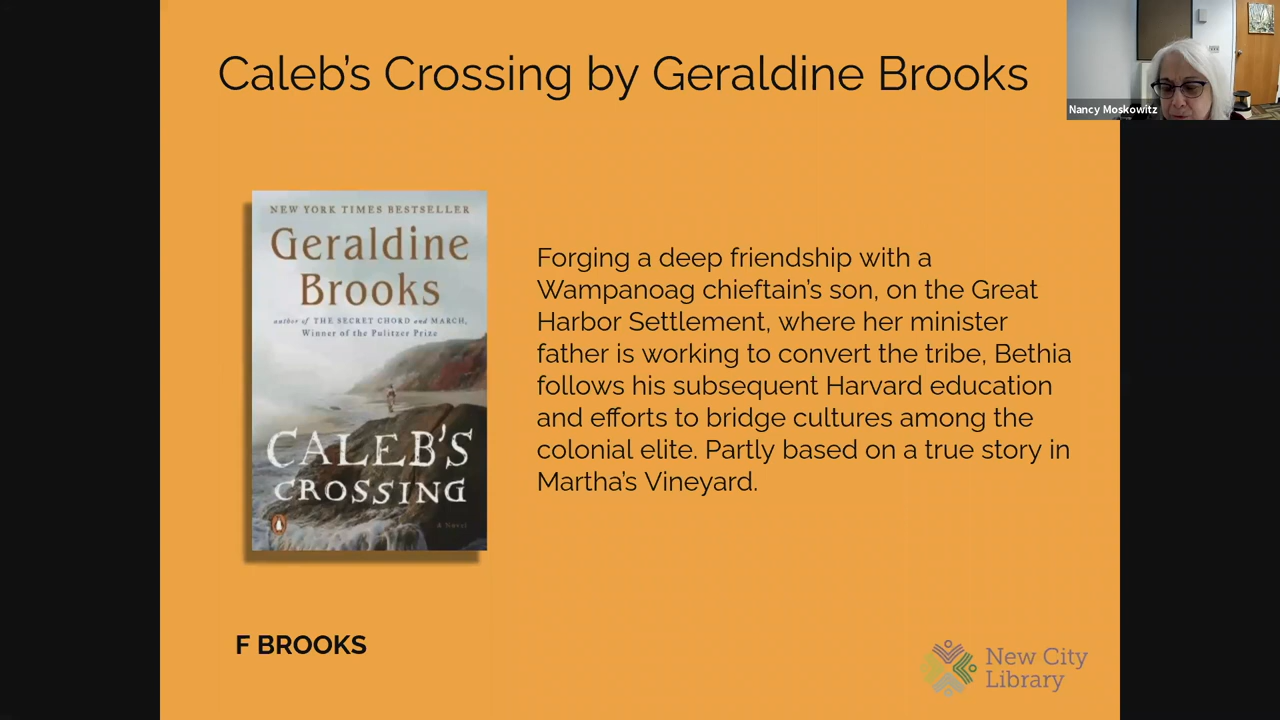 Caleb’s Crossing by Geraldine Brooks
Nancy Moskowitz
NEW YORK TIMES BESTSELLER
Geraldine
Brooks
author of THE SECRET CHORD and MARCH,
Winner of the Pulitzer Prize
CALEB'S
CROSSING
A Novel
Forging a deep friendship with a
Wampanoag chieftain’s son, on the Great
Harbor Settlement, where her minister
father is working to convert the tribe, Bethia
follows his subsequent Harvard education
and efforts to bridge cultures among the
colonial elite. Partly based on a true story in
Martha’s Vineyard.
F BROOKS
New City
Library